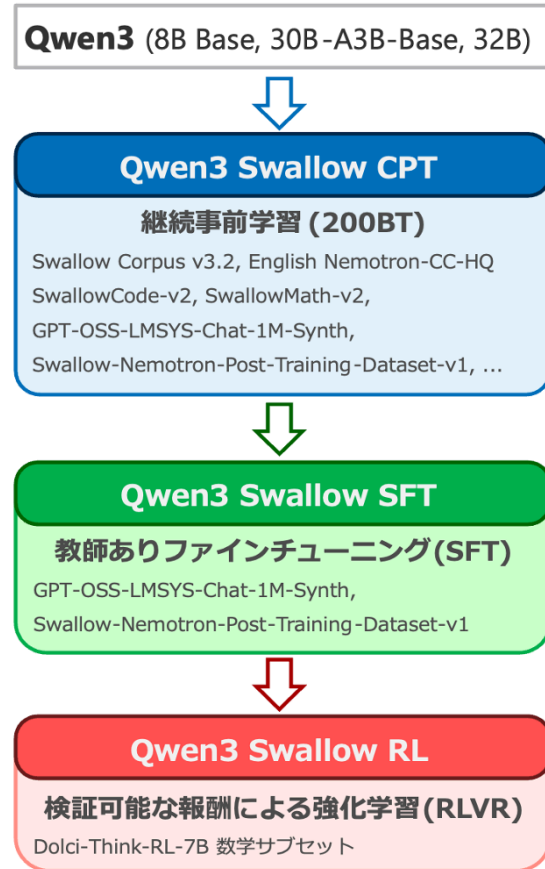 Qwen3 (8B Base, 30B-A3B-Base, 32B)
Qwen3 Swallow CPT
継続事前学習 (200BT)
Swallow Corpus v3.2, English Nemotron-CC-HQ
SwallowCode-v2, SwallowMath-v2,
GPT-OSS-LMSYS-Chat-1M-Synth,
Swallow-Nemotron-Post-Training-Dataset-v1, ...
Qwen3 Swallow SFT
教師ありファインチューニング(SFT)
GPT-OSS-LMSYS-Chat-1M-Synth,
Swallow-Nemotron-Post-Training-Dataset-v1
Qwen3 Swallow RL
検証可能な報酬による強化学習(RLVR)
Dolci-Think-RL-7B 数学サブセット